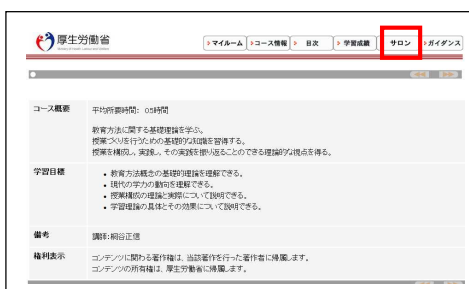 厚生労働省
マイルーム
コース情報
目次
学習成績
サロン
ガイダンス
コース概要
平均所要時間: 05時間
教育方法に関する基礎理論を学ぶ。
授業づくりを行うための基礎的な知識を習得する。
授業を構成し、実践し、その実践を振り返ることのできる理論的な視点を得る。
学習目標
・教育方法概念の基礎的理論を理解できる。
・現代の学力の動向を理解できる。
・授業構成の理論と実際について説明できる。
・学習理論の具体とその効果について説明できる。
備考
講師:桐谷正信
権利表示
コンテンツに関わる著作権は、当該著作を行った著作者に帰属します。
コンテンツの所有権は、厚生労働省に帰属します。